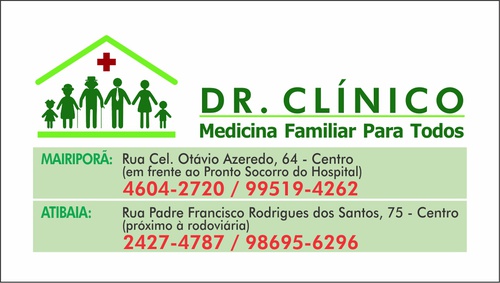 DR. CLÍNICO
Medicina Familiar Para Todos
MAIRIPORÃ: Rua Cel. Otávio Azeredo, 64 - Centro
(em frente ao Pronto Socorro do Hospital)
4604-2720 / 99519-4262
ATIBAIA: Rua Padre Francisco Rodrigues dos Santos, 75 - Centro
(próximo à rodoviária)
2427-4787 / 98695-6296